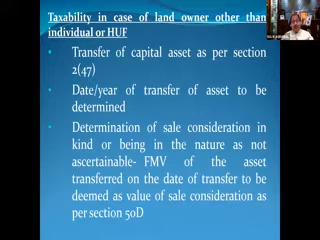 Taxability in case of land owner other than
individual or HUF
• Transfer of capital asset as per section
2(47)
• Date/year of transfer of asset to be
determined
• Determination of sale consideration in
kind or being in the nature as not
ascertainable- FMV of the asset
transferred on the date of transfer to be
deemed as value of sale consideration as
per section 50D